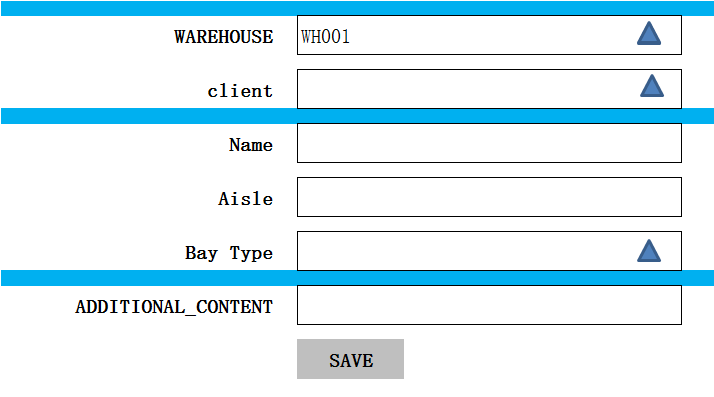 WAREHOUSE WH001
client
Name
Aisle
Bay Type
ADDITIONAL_CONTENT
SAVE